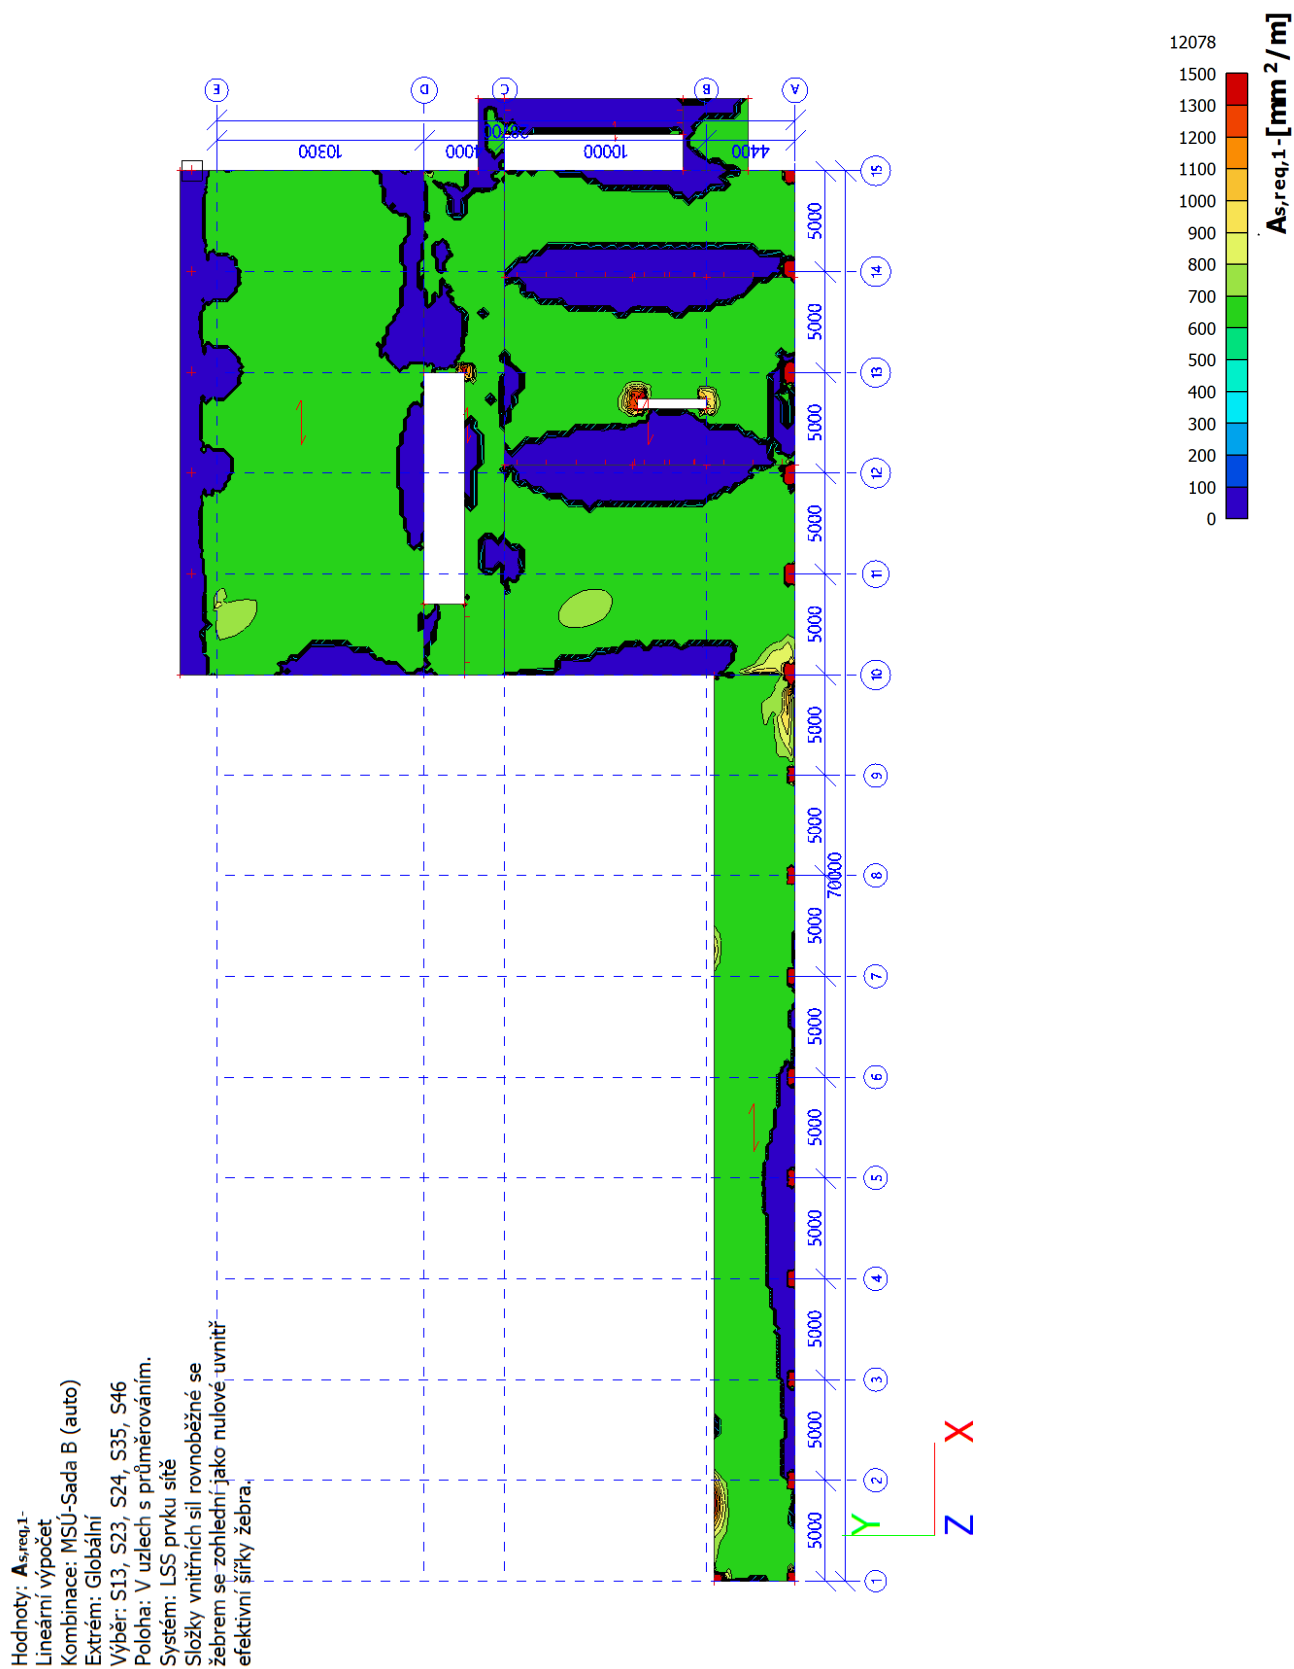 Hodnoty: As,req,1-
Lineární výpočet
Kombinace: MSÚ-Sada B (auto)
Extrém: Globální
Výběr: S13, S23, S24, S35, S46
Poloha: V uzlech s průměrováním.
Systém: LSS prvku sítě
Složky vnitřních sil rovnoběžné se
žebrem se zohlední jako nulové uvnitř
efektivní šířky žebra.
As,req,1- [mm²/m]
12078
1500
1300
1200
1100
1000
900
800
700
600
500
400
300
200
100
0
E
D
C
B
A
10300
4000
10000
4400
15
5000
14
5000
13
5000
12
5000
11
5000
10
5000
9
5000
8
70000
5000
7
5000
6
5000
5
5000
4
5000
3
5000
2
5000
1
X
Y
Z